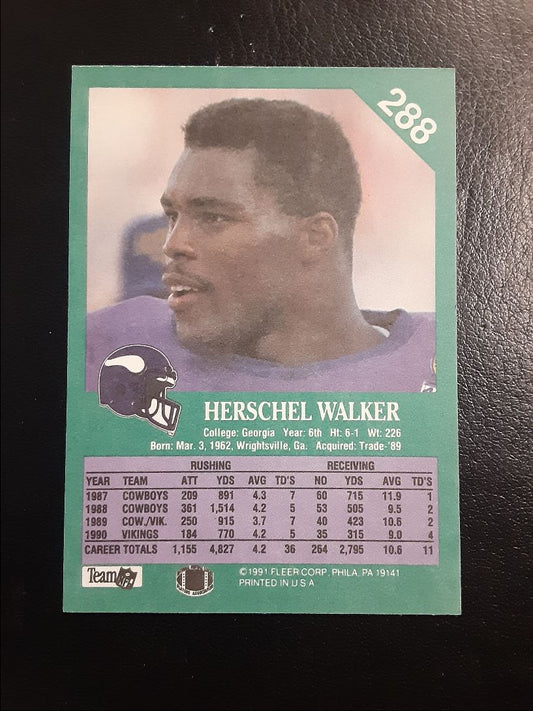 288
HERSCHEL WALKER
College: Georgia Year: 6th Ht: 6-1 Wt: 226
Born: Mar. 3, 1962, Wrightsville, Ga. Acquired: Trade-'89
RUSHING RECEIVING
YEAR TEAM ATT YDS AVG TD'S NO YDS AVG TD'S
1987 COWBOYS 209 891 4.3 7 60 715 11.9 1
1988 COWBOYS 361 1,514 4.2 5 53 505 9.5 2
1989 COW./VIK. 250 915 3.7 7 40 423 10.6 2
1990 VIKINGS 184 770 4.2 5 35 315 9.0 4
CAREER TOTALS 1,155 4,827 4.2 36 264 2,795 10.6 11
Team NFL
©1991 FLEER CORP. PHILA. PA 19141
PRINTED IN U.S.A